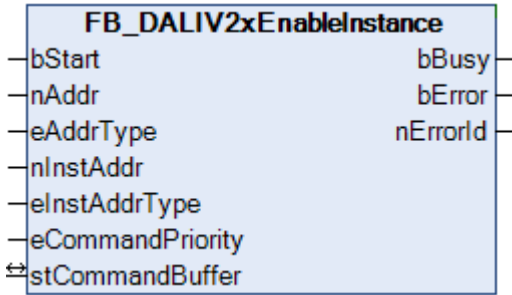 FB_DALIV2xEnableInstance
bStart bBusy
nAddr bError
eAddrType nErrorId
nInstAddr
eInstAddrType
eCommandPriority
stCommandBuffer